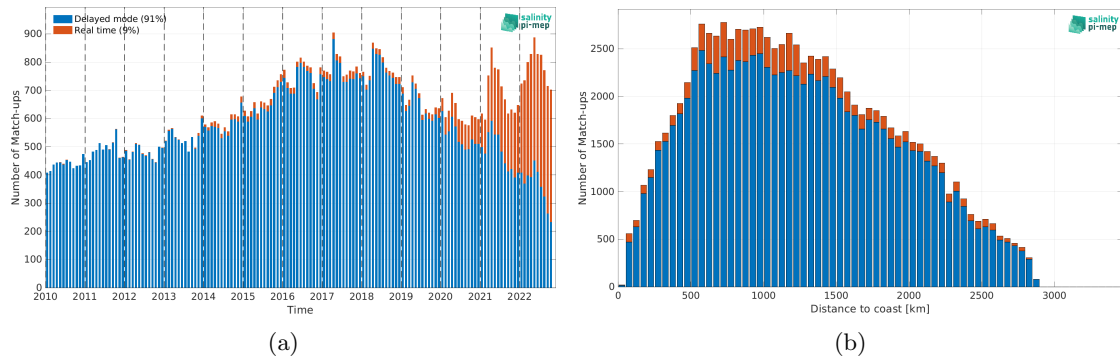 Delayed mode (91%)
Real time (9%)
salinity
pi-mep
900
800
700
600
500
400
300
200
100
0
Number of Match-ups
2010 2011 2012 2013 2014 2015 2016 2017 2018 2019 2020 2021 2022
Time
(a)
salinity
pi-mep
2500
2000
1500
1000
500
0
Number of Match-ups
0 500 1000 1500 2000 2500 3000
Distance to coast [km]
(b)